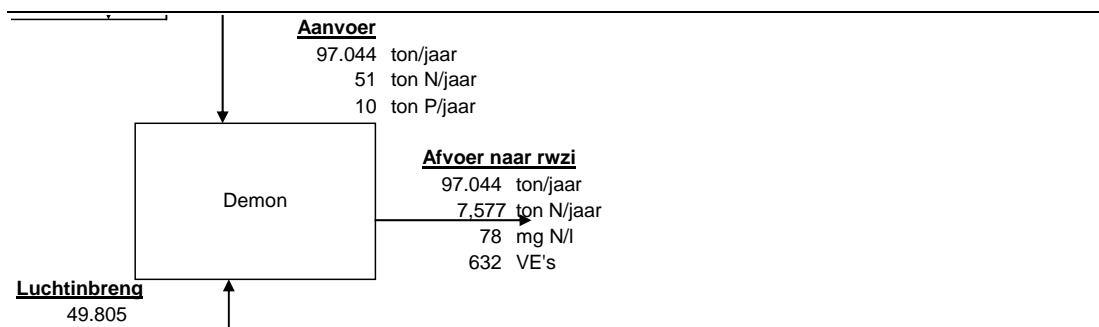 Aanvoer
97.044 ton/jaar
51 ton N/jaar
10 ton P/jaar
Demon
Afvoer naar rwzi
97.044 ton/jaar
7,577 ton N/jaar
78 mg N/l
632 VE's
Luchtinbreng
49.805